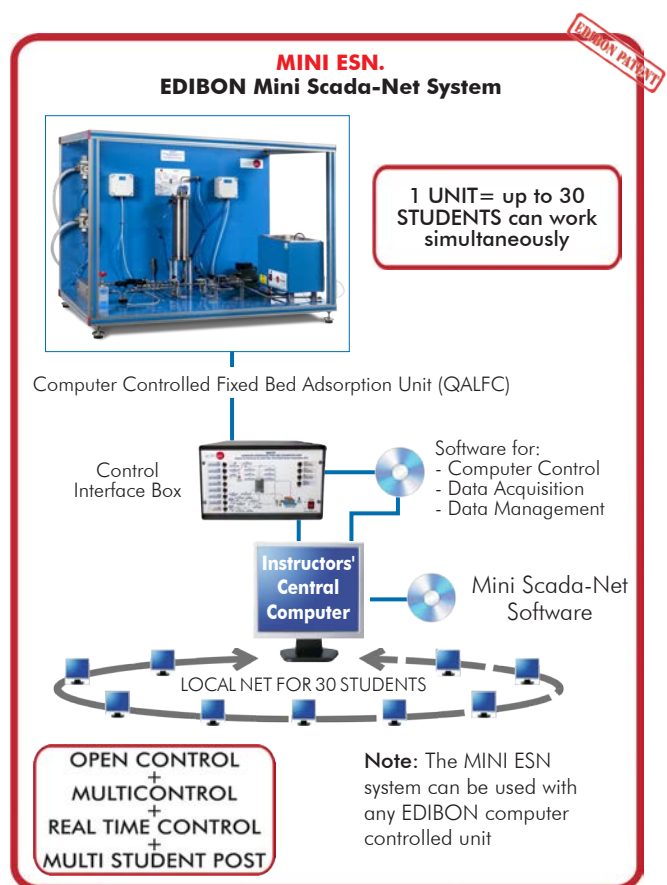 EDIBON PATENT
MINI ESN.
EDIBON Mini Scada-Net System
1 UNIT= up to 30
STUDENTS can work
simultaneously
Computer Controlled Fixed Bed Adsorption Unit (QALFC)
Control
Interface Box
Software for:
- Computer Control
- Data Acquisition
- Data Management
Instructors'
Central
Computer
Mini Scada-Net
Software
LOCAL NET FOR 30 STUDENTS
OPEN CONTROL
+
MULTICONTROL
+
REAL TIME CONTROL
+
MULTI STUDENT POST
Note: The MINI ESN
system can be used with
any EDIBON computer
controlled unit